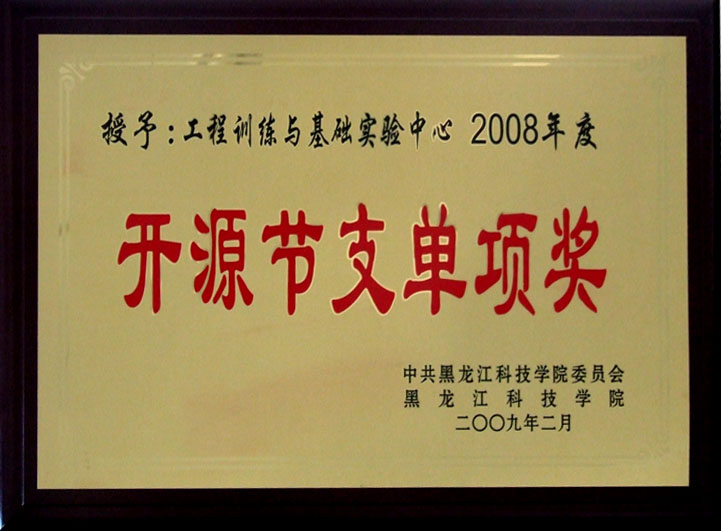 授予:工程训练与基础实验中心 2008年度
开源节支单项奖
中共黑龙江科技学院委员会
黑龙江科技学院
二〇〇九年二月